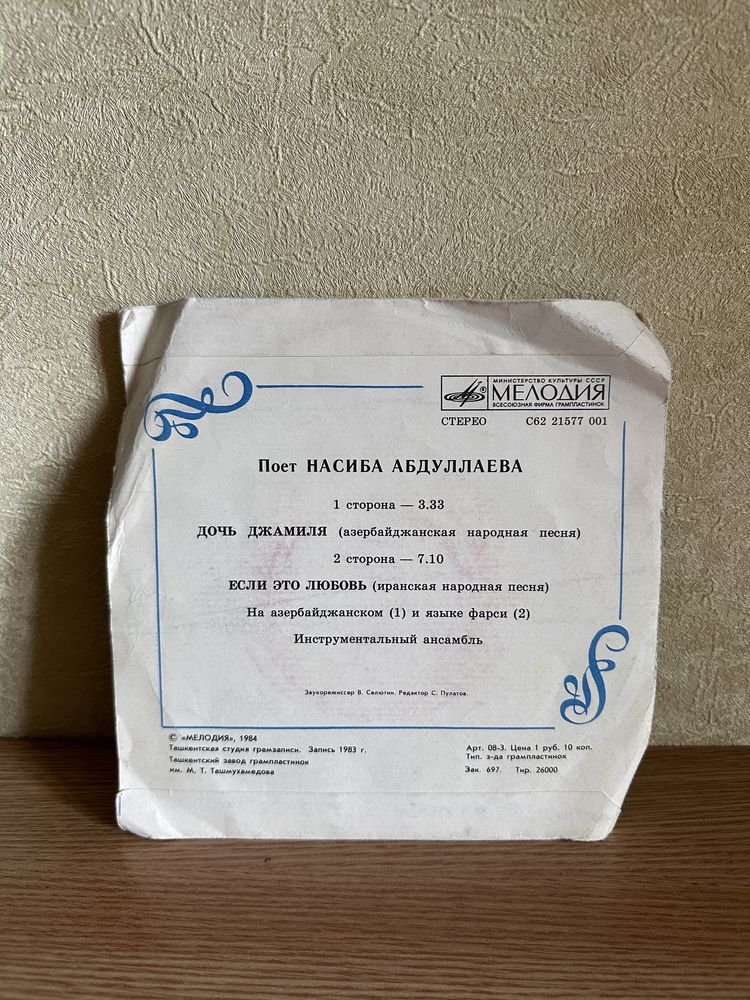 МИНИСТЕРСТВО КУЛЬТУРЫ СССР
МЕЛОДИЯ
ВСЕСОЮЗНАЯ ФИРМА ГРАМПЛАСТИНОК
СТЕРЕО С62 21577 001
Поет НАСИБА АБДУЛЛАЕВА
1 сторона — 3.33
ДОЧЬ ДЖАМИЛЯ (азербайджанская народная песня)
2 сторона — 7.10
ЕСЛИ ЭТО ЛЮБОВЬ (иранская народная песня)
На азербайджанском (1) и языке фарси (2)
Инструментальный ансамбль
Звукорежиссер В. Селютин. Редактор С. Пулатов.
© «МЕЛОДИЯ», 1984
Ташкентская студия грамзаписи. Запись 1983 г.
Ташкентский завод грампластинок
им. М. Т. Ташмухамедова
Арт. 08-3. Цена 1 руб. 10 коп.
Тип. з-да грампластинок
Зак. 697. Тир. 26000